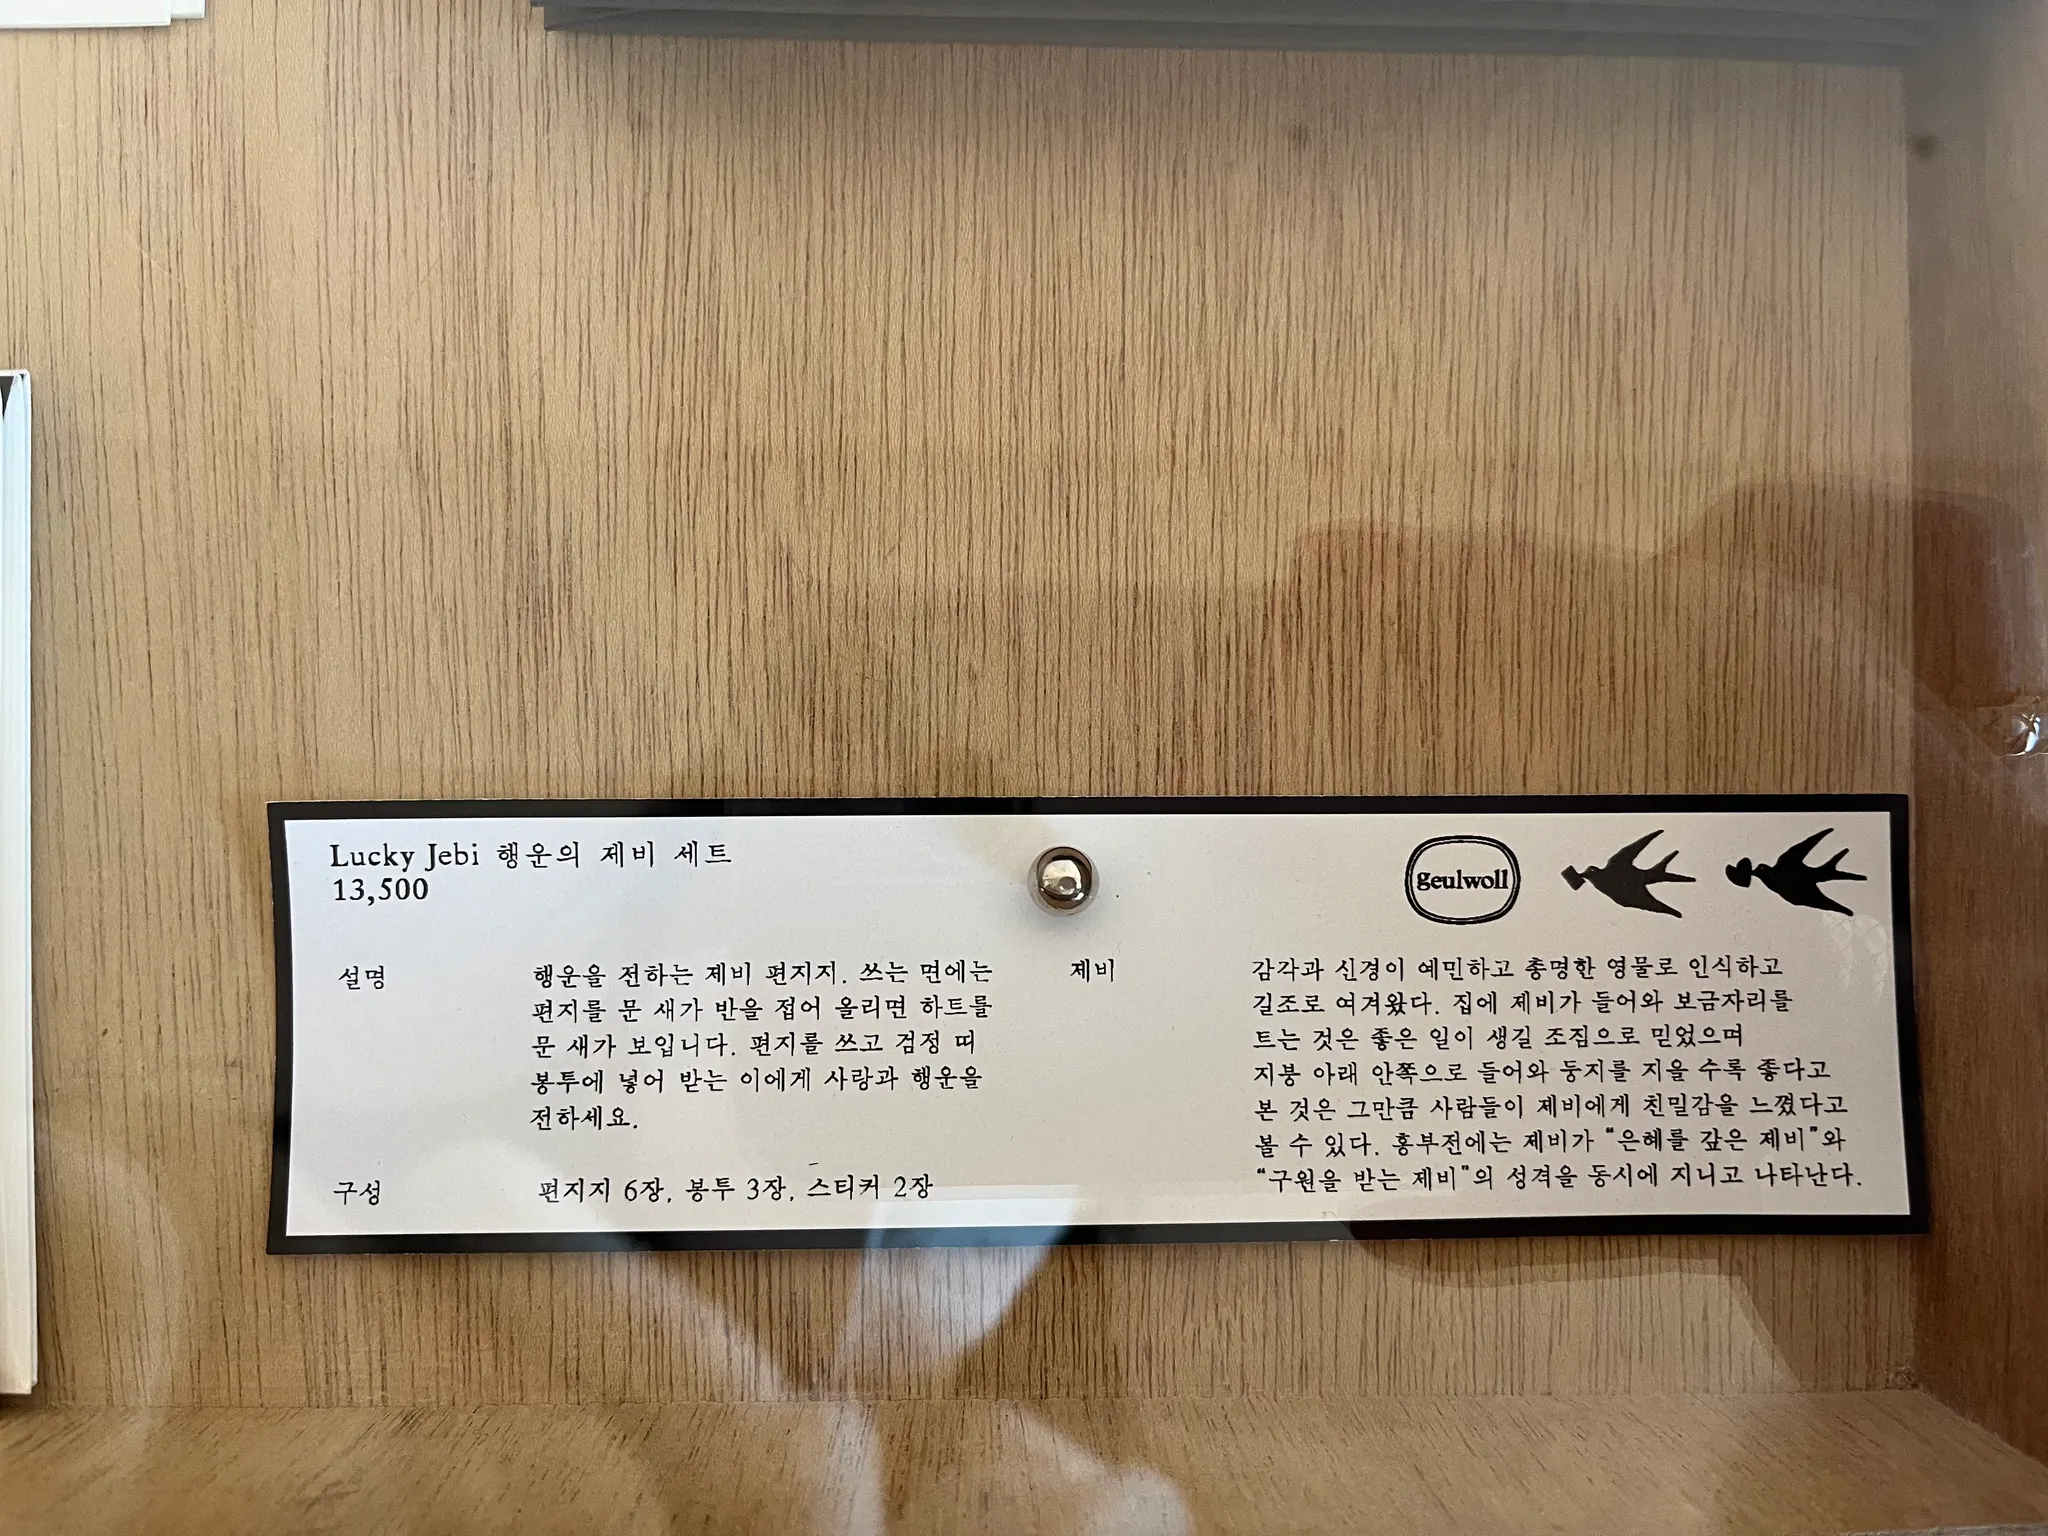 Lucky Jebi 행운의 제비 세트
13,500
geulwoll
설명
행운을 전하는 제비 편지지. 쓰는 면에는
편지를 문 새가 반을 접어 올리면 하트를
문 새가 보입니다. 편지를 쓰고 검정 띠
봉투에 넣어 받는 이에게 사랑과 행운을
전하세요.
구성
편지지 6장, 봉투 3장, 스티커 2장
제비
감각과 신경이 예민하고 총명한 영물로 인식하고
길조로 여겨왔다. 집에 제비가 들어와 보금자리를
트는 것은 좋은 일이 생길 조짐으로 믿었으며
지붕 아래 안쪽으로 들어와 둥지를 지을 수록 좋다고
본 것은 그만큼 사람들이 제비에게 친밀감을 느꼈다고
볼 수 있다. 흥부전에는 제비가 “은혜를 갚은 제비”와
“구원을 받는 제비”의 성격을 동시에 지니고 나타난다.